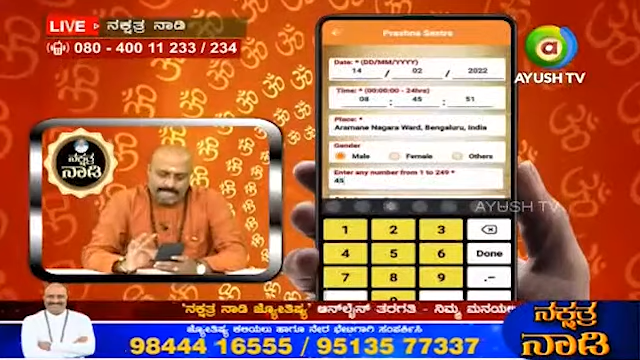 LIVE ನಕ್ಷತ್ರ ನಾಡಿ
080 - 400 11 233 / 234
a
AYUSH TV
ನಕ್ಷತ್ರ
ನಾಡಿ
Prashna Sastra
Date: * (DD/MM/YYYY)
14 / 02 / 2022
Time: * (00:00:00 - 24hrs)
08 : 45 : 51
Place: *
Aramane Nagara Ward, Bengaluru, India
Gender
Male Female Others
Enter any number from 1 to 249 *
45
AYUSH TV
1 2 3
4 5 6 Done
7 8 9 .–
'ನಕ್ಷತ್ರ ನಾಡಿ ಜ್ಯೋತಿಷ್ಯ' ಆನ್‌ಲೈನ್ ತರಗತಿ - ನಿಮ್ಮ
ಜ್ಯೋತಿಷ್ಯ ಕಲಿಯಲು ಹಾಗೂ ನೇರ ಭೇಟಿಗಾಗಿ ಸಂಪರ್ಕಿಸಿ
98444 16555 / 95135 77337
ನಕ್ಷತ್ರ
ನಾಡಿ